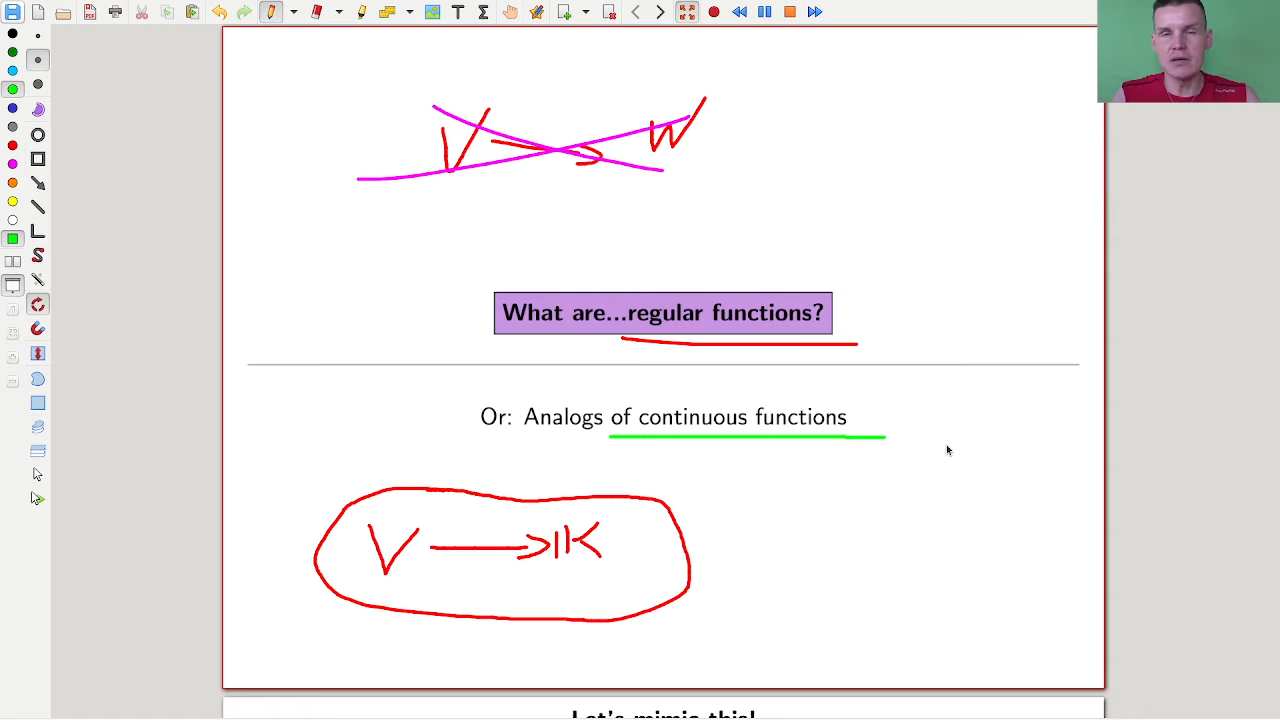 V → W
What are...regular functions?
Or: Analogs of continuous functions
V → 𝕂
Let's mimic this!